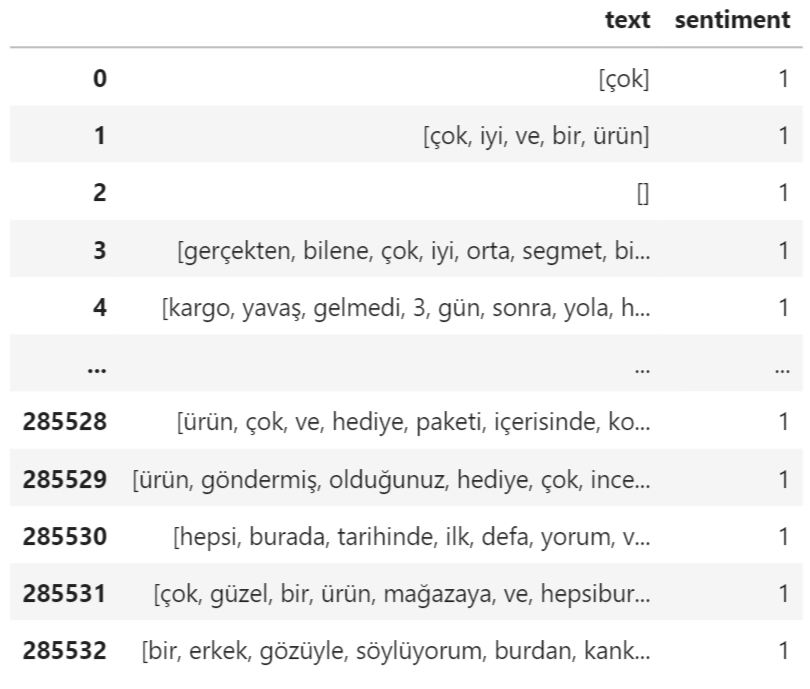 text sentiment
0 [çok] 1
1 [çok, iyi, ve, bir, ürün] 1
2 [] 1
3 [gerçekten, bilene, çok, iyi, orta, segmet, bi... 1
4 [kargo, yavaş, gelmedi, 3, gün, sonra, yola, h... 1
... ... ...
285528 [ürün, çok, ve, hediye, paketi, içerisinde, ko... 1
285529 [ürün, göndermiş, olduğunuz, hediye, çok, ince... 1
285530 [hepsi, burada, tarihinde, ilk, defa, yorum, v... 1
285531 [çok, güzel, bir, ürün, mağazaya, ve, hepsibur... 1
285532 [bir, erkek, gözüyle, söylüyorum, burdan, kank... 1